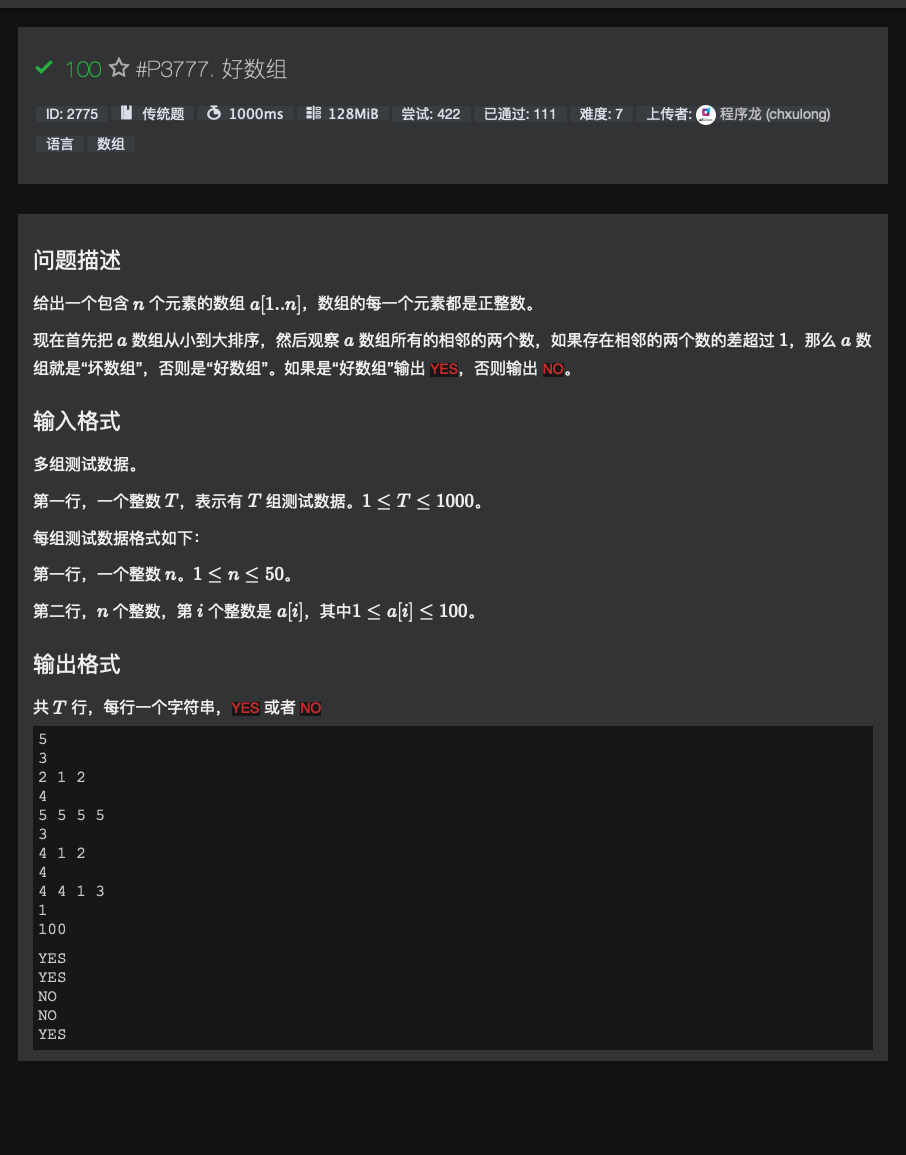 100 #P3777. 好数组
ID: 2775 传统题 1000ms 128MiB 尝试: 422 已通过: 111 难度: 7 上传者: 程序龙 (chxulong)
语言 数组
问题描述
给出一个包含 n 个元素的数组 a[1..n]，数组的每一个元素都是正整数。
现在首先把 a 数组从小到大排序，然后观察 a 数组所有的相邻的两个数，如果存在相邻的两个数的差超过 1，那么 a 数
组就是“坏数组”，否则是“好数组”。如果是“好数组”输出 YES，否则输出 NO。
输入格式
多组测试数据。
第一行，一个整数 T，表示有 T 组测试数据。1 ≤ T ≤ 1000。
每组测试数据格式如下：
第一行，一个整数 n。1 ≤ n ≤ 50。
第二行，n 个整数，第 i 个整数是 a[i]，其中1 ≤ a[i] ≤ 100。
输出格式
共 T 行，每行一个字符串，YES 或者 NO
5
3
2 1 2
4
5 5 5 5
3
4 1 2
4
4 4 1 3
1
100
YES
YES
NO
NO
YES